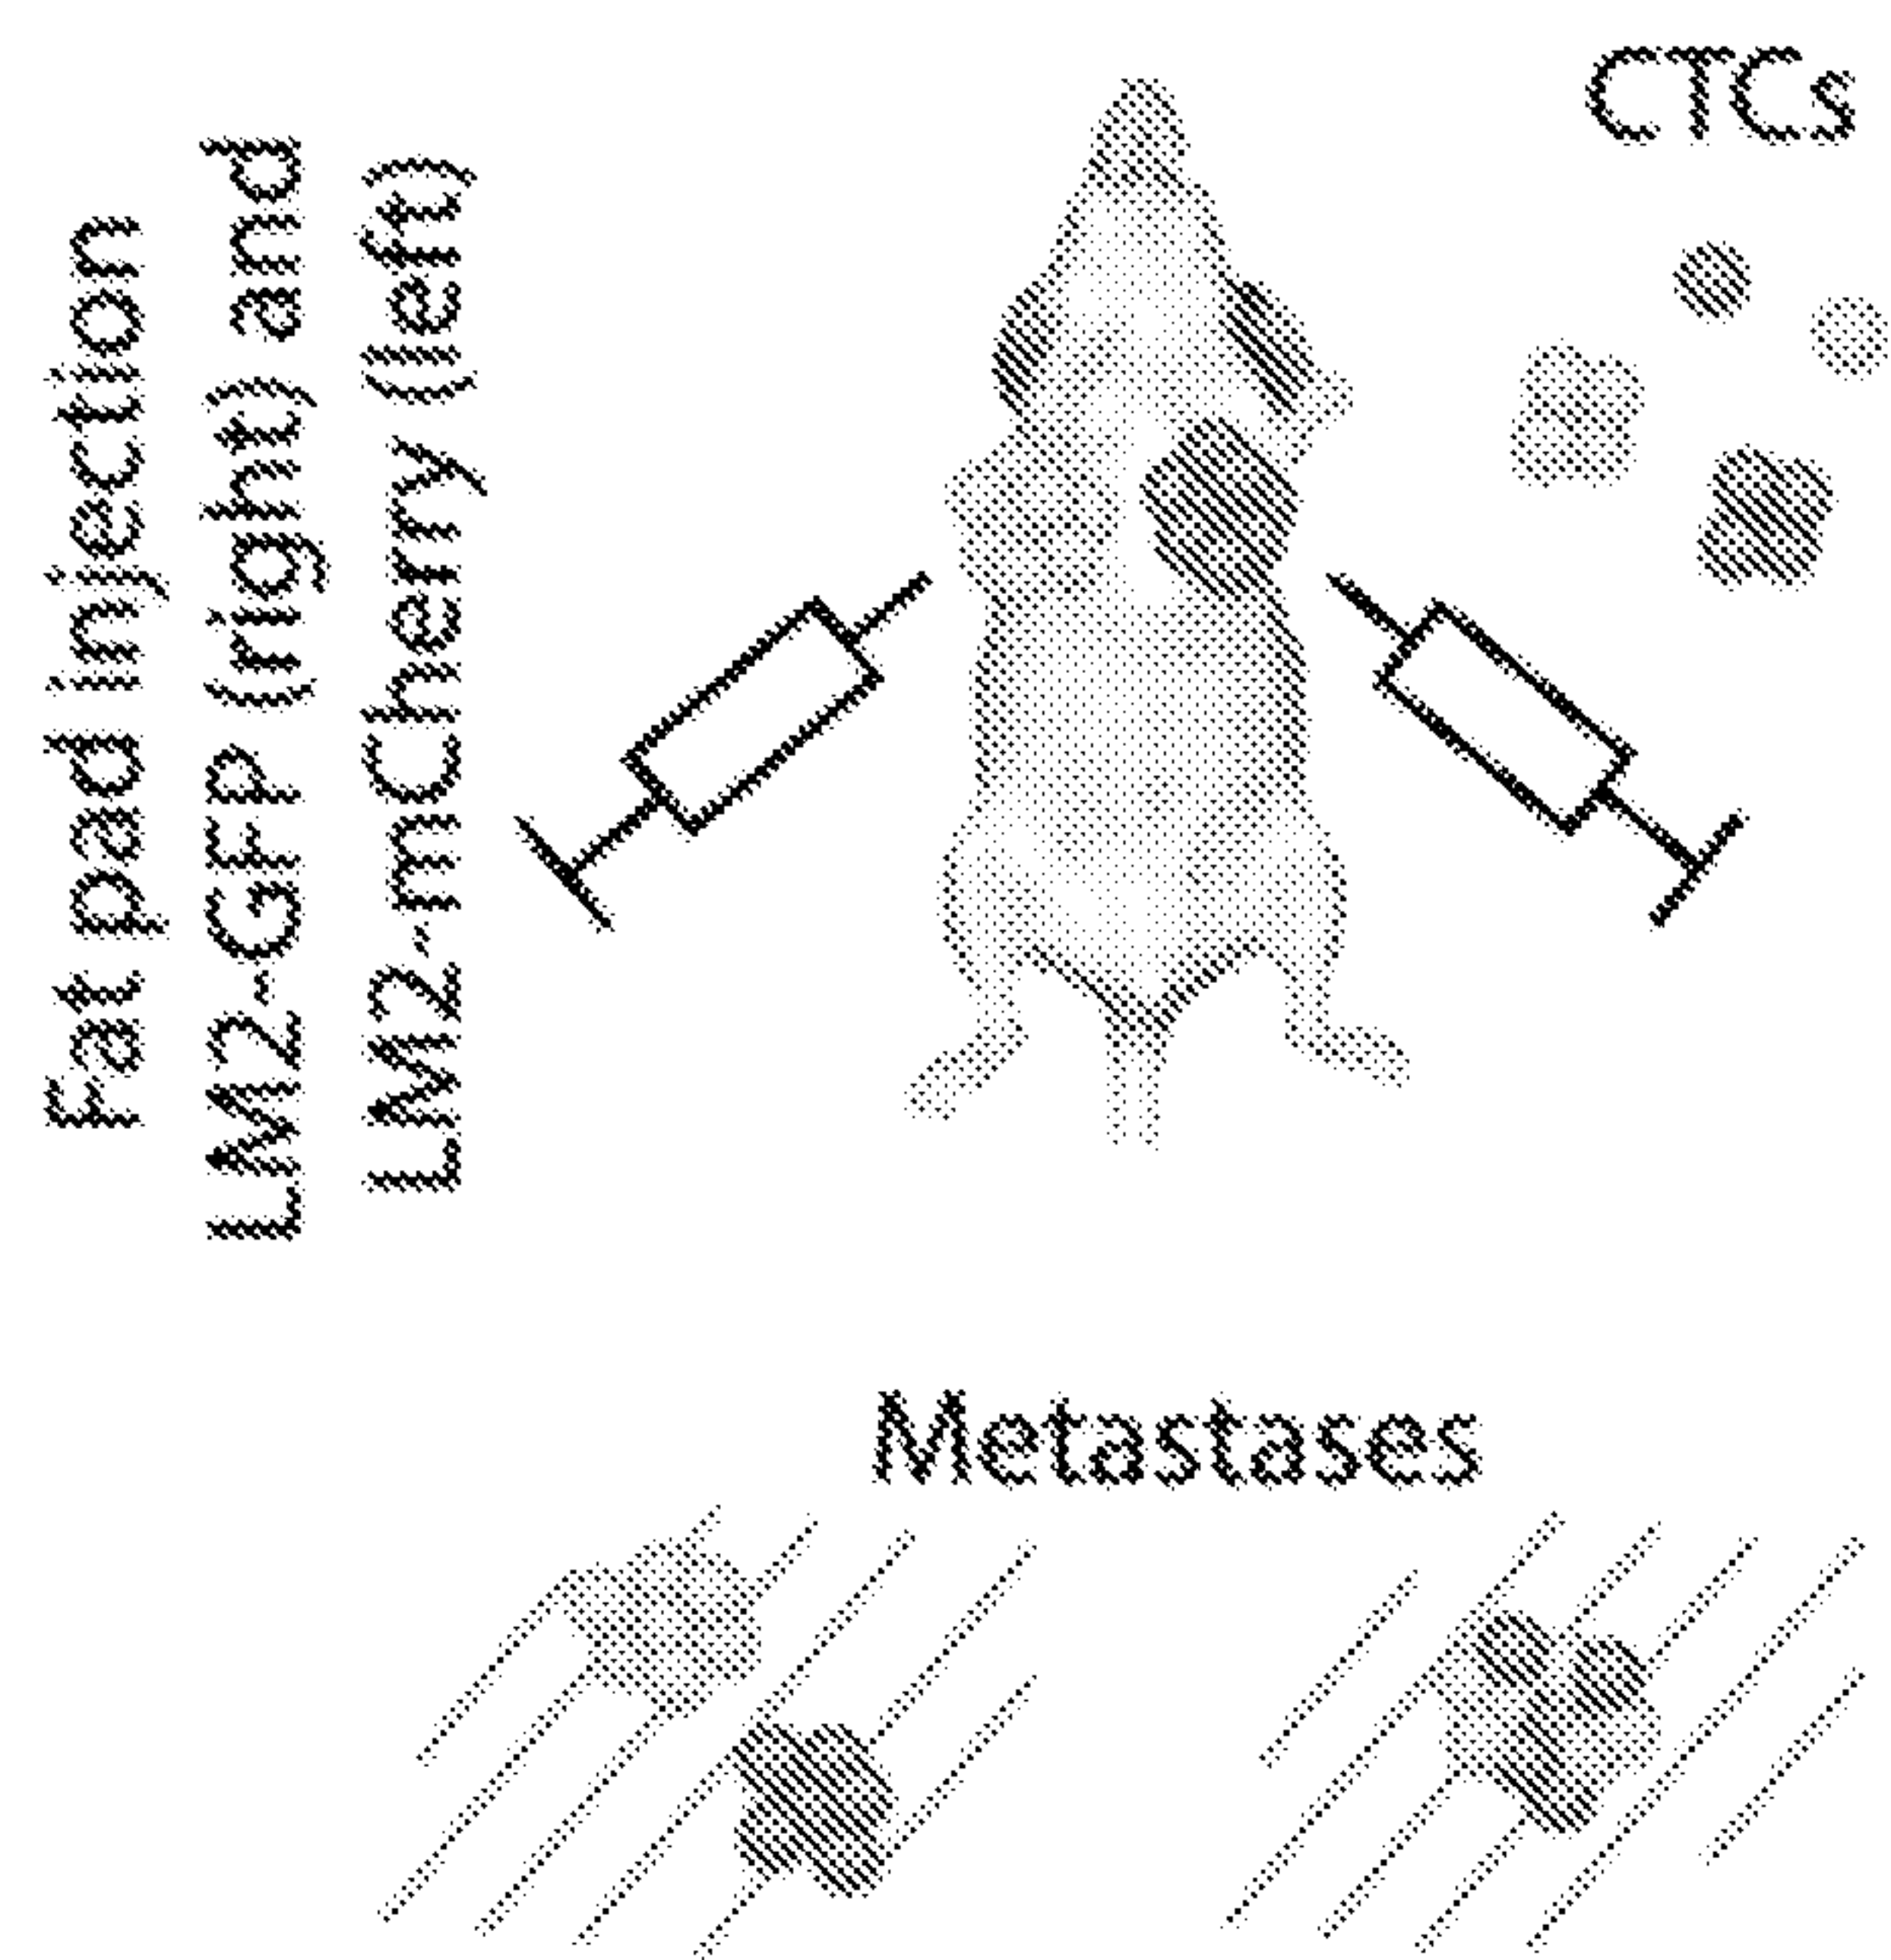 Fat pad injection
LM2-GFP (right) and
LM2-mCherry (left)
CTCs
Metastases